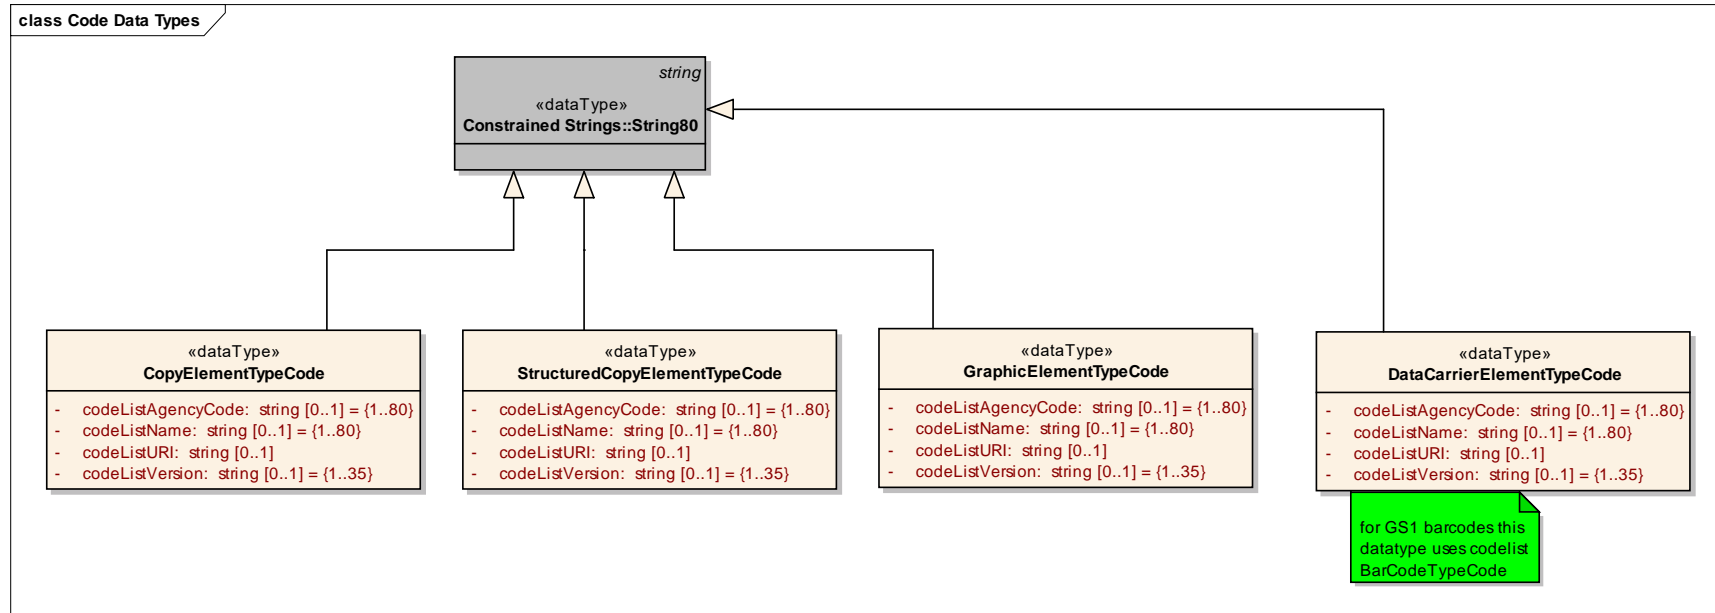 class Code Data Types
string
«dataType»
Constrained Strings::String80
«dataType»
CopyElementTypeCode
- codeListAgencyCode: string [0..1] = {1..80}
- codeListName: string [0..1] = {1..80}
- codeListURI: string [0..1]
- codeListVersion: string [0..1] = {1..35}
«dataType»
StructuredCopyElementTypeCode
- codeListAgencyCode: string [0..1] = {1..80}
- codeListName: string [0..1] = {1..80}
- codeListURI: string [0..1]
- codeListVersion: string [0..1] = {1..35}
«dataType»
GraphicElementTypeCode
- codeListAgencyCode: string [0..1] = {1..80}
- codeListName: string [0..1] = {1..80}
- codeListURI: string [0..1]
- codeListVersion: string [0..1] = {1..35}
«dataType»
DataCarrierElementTypeCode
- codeListAgencyCode: string [0..1] = {1..80}
- codeListName: string [0..1] = {1..80}
- codeListURI: string [0..1]
- codeListVersion: string [0..1] = {1..35}
for GS1 barcodes this
datatype uses codelist
BarCodeTypeCode